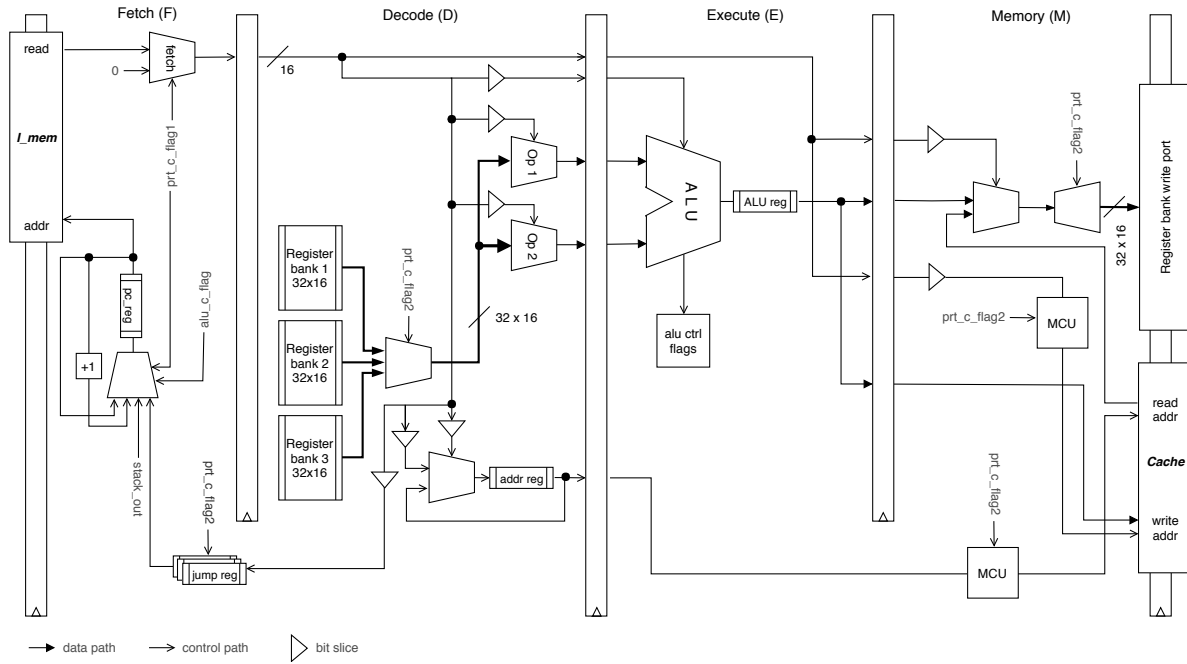 Fetch (F)
Decode (D)
Execute (E)
Memory (M)
read
I_mem
addr
0
fetch
prt_c_flag1
alu_c_flag
pc_reg
+1
stack_out
prt_c_flag2
jump reg
16
Register
bank 1
32x16
Register
bank 2
32x16
Register
bank 3
32x16
prt_c_flag2
Op 1
Op 2
32 x 16
addr reg
ALU
ALU reg
alu ctrl
flags
prt_c_flag2
32 x 16
prt_c_flag2
MCU
prt_c_flag2
MCU
Register bank write port
read
addr
Cache
write
addr
data path
control path
bit slice